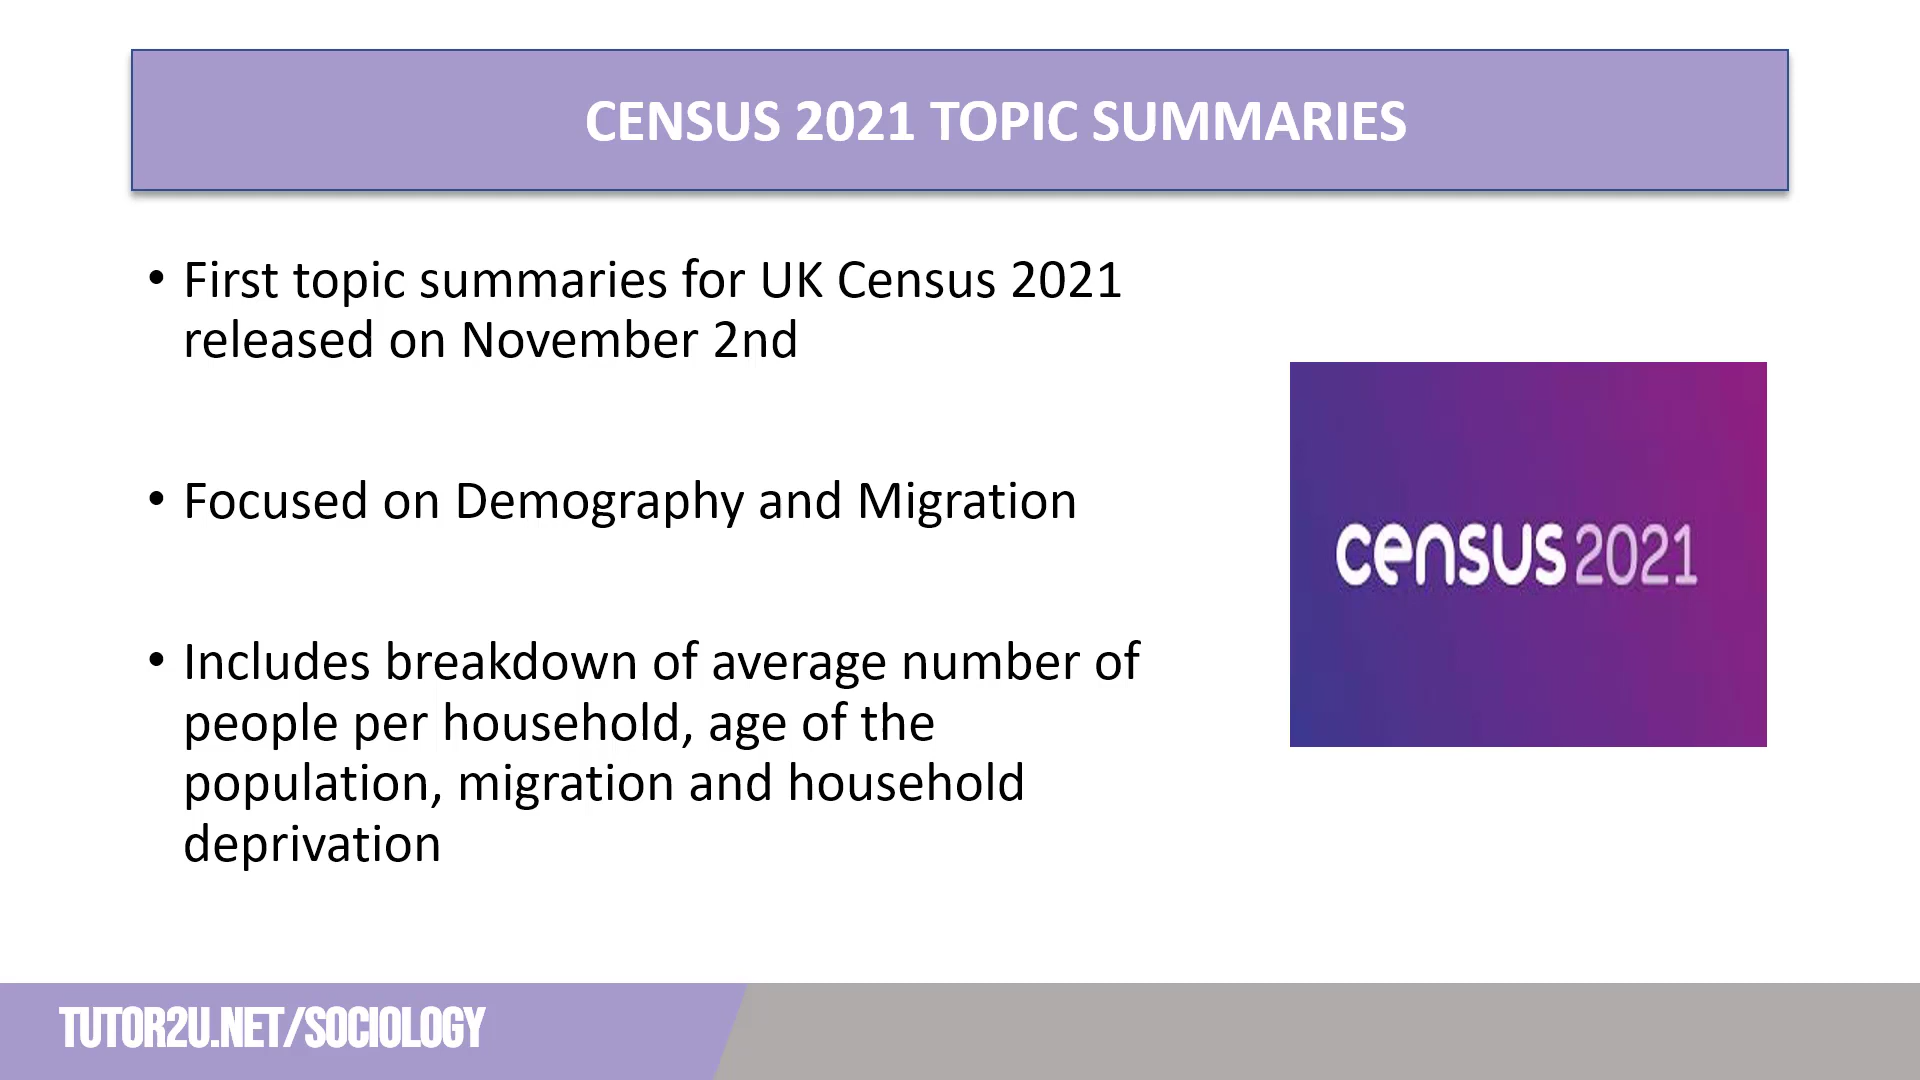 CENSUS 2021 TOPIC SUMMARIES
• First topic summaries for UK Census 2021
released on November 2nd
• Focused on Demography and Migration
• Includes breakdown of average number of
people per household, age of the
population, migration and household
deprivation
census 2021
TUTOR2U.NET/SOCIOLOGY